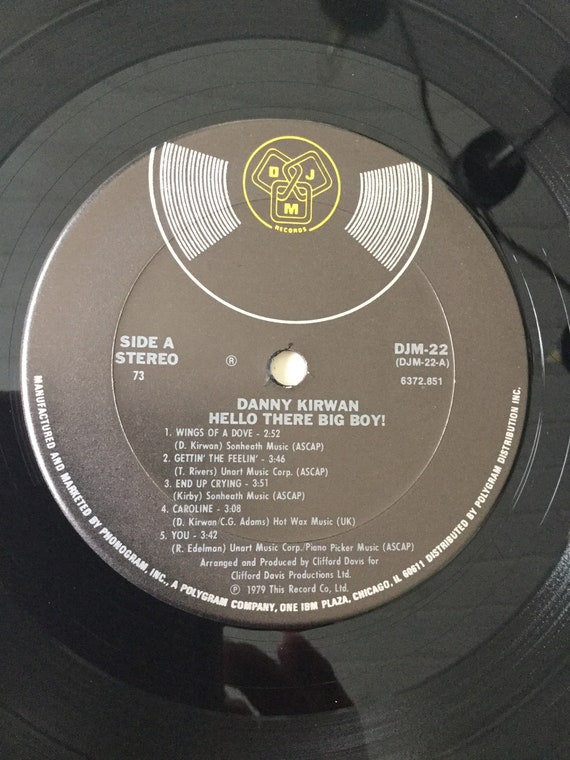 D J
M
RECORDS
SIDE A
STEREO
73
®
DJM-22
(DJM-22-A)
6372.851
DANNY KIRWAN
HELLO THERE BIG BOY!
1. WINGS OF A DOVE - 2:52
(D. Kirwan) Sonheath Music (ASCAP)
2. GETTIN' THE FEELIN' - 3:46
(T. Rivers) Unart Music Corp. (ASCAP)
3. END UP CRYING - 3:51
(Kirby) Sonheath Music (ASCAP)
4. CAROLINE - 3:08
(D. Kirwan/C.G. Adams) Hot Wax Music (UK)
5. YOU - 3:42
(R. Edelman) Unart Music Corp./Piano Picker Music (ASCAP)
Arranged and Produced by Clifford Davis for
Clifford Davis Productions Ltd.
℗ 1979 This Record Co, Ltd.
MANUFACTURED AND MARKETED BY PHONOGRAM, INC., A POLYGRAM COMPANY, ONE IBM PLAZA, CHICAGO, IL 60611 DISTRIBUTED BY POLYGRAM DISTRIBUTION INC.